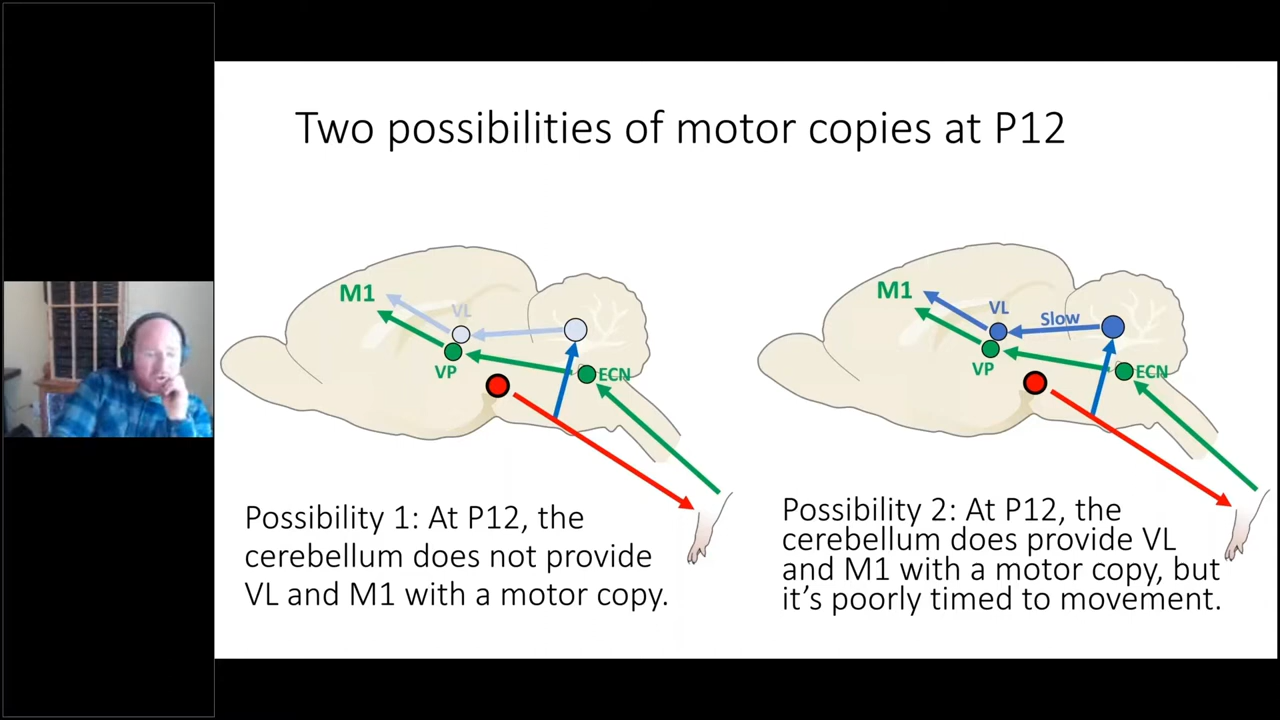 Two possibilities of motor copies at P12
M1
VL
VP
ECN
Possibility 1: At P12, the
cerebellum does not provide
VL and M1 with a motor copy.
M1
VL
Slow
VP
ECN
Possibility 2: At P12, the
cerebellum does provide VL
and M1 with a motor copy, but
it's poorly timed to movement.